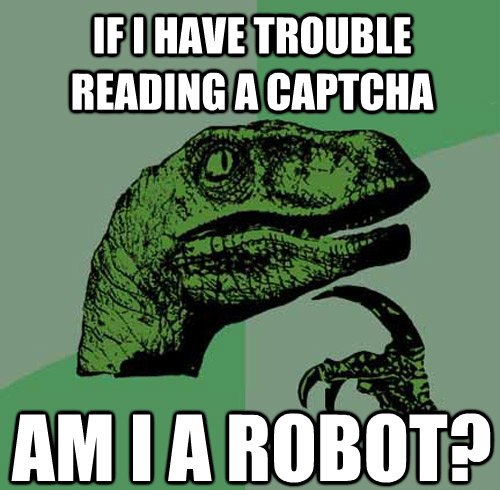 IF I HAVE TROUBLE
READING A CAPTCHA
AM I A ROBOT?